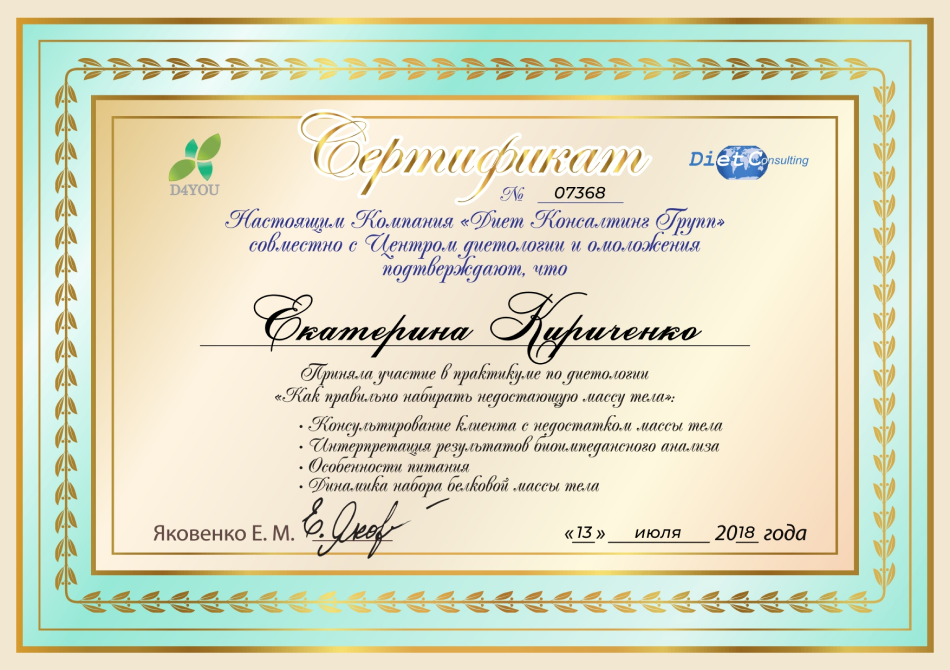 Сертификат
D4YOU
Diet Consulting
№ 07368
Настоящим Компания «Диет Консалтинг Групп»
совместно с Центром диетологии и омоложения
подтверждают, что
Екатерина Кириченко
Приняла участие в практикуме по диетологии
«Как правильно набирать недостающую массу тела»:
· Консультирование клиента с недостатком массы тела
· Интерпретация результатов биоимпедансного анализа
· Особенности питания
· Динамика набора белковой массы тела
Яковенко Е. М. Е. Яков
«13» июля 2018 года